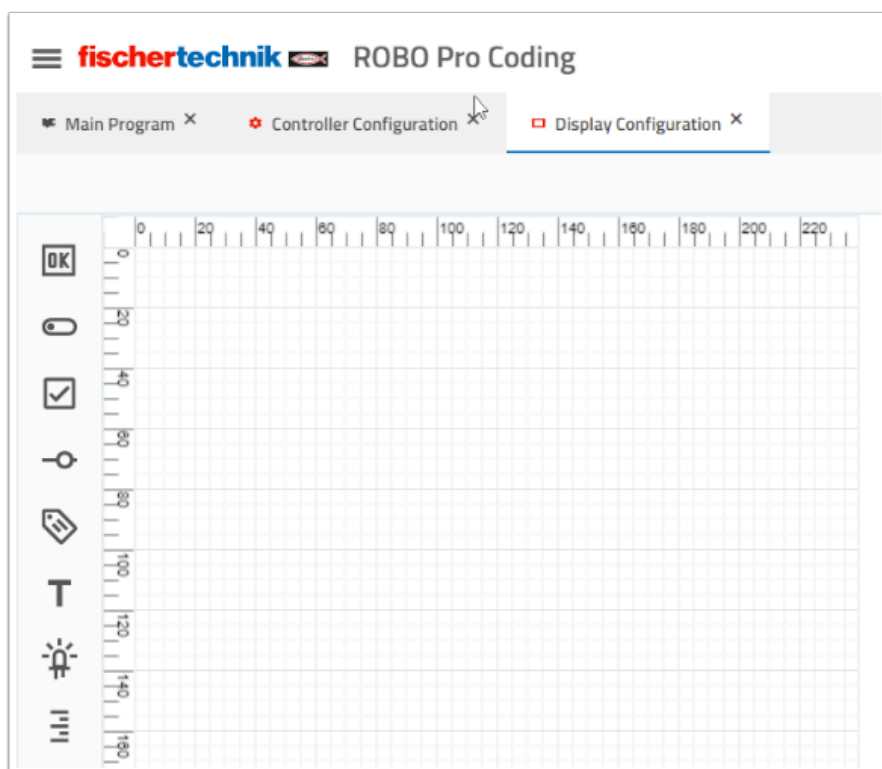 fischertechnik ROBO Pro Coding
Main Program Controller Configuration Display Configuration
0 20 40 60 80 100 120 140 160 180 200 220
OK
0
20
40
60
80
100
120
140
160
T